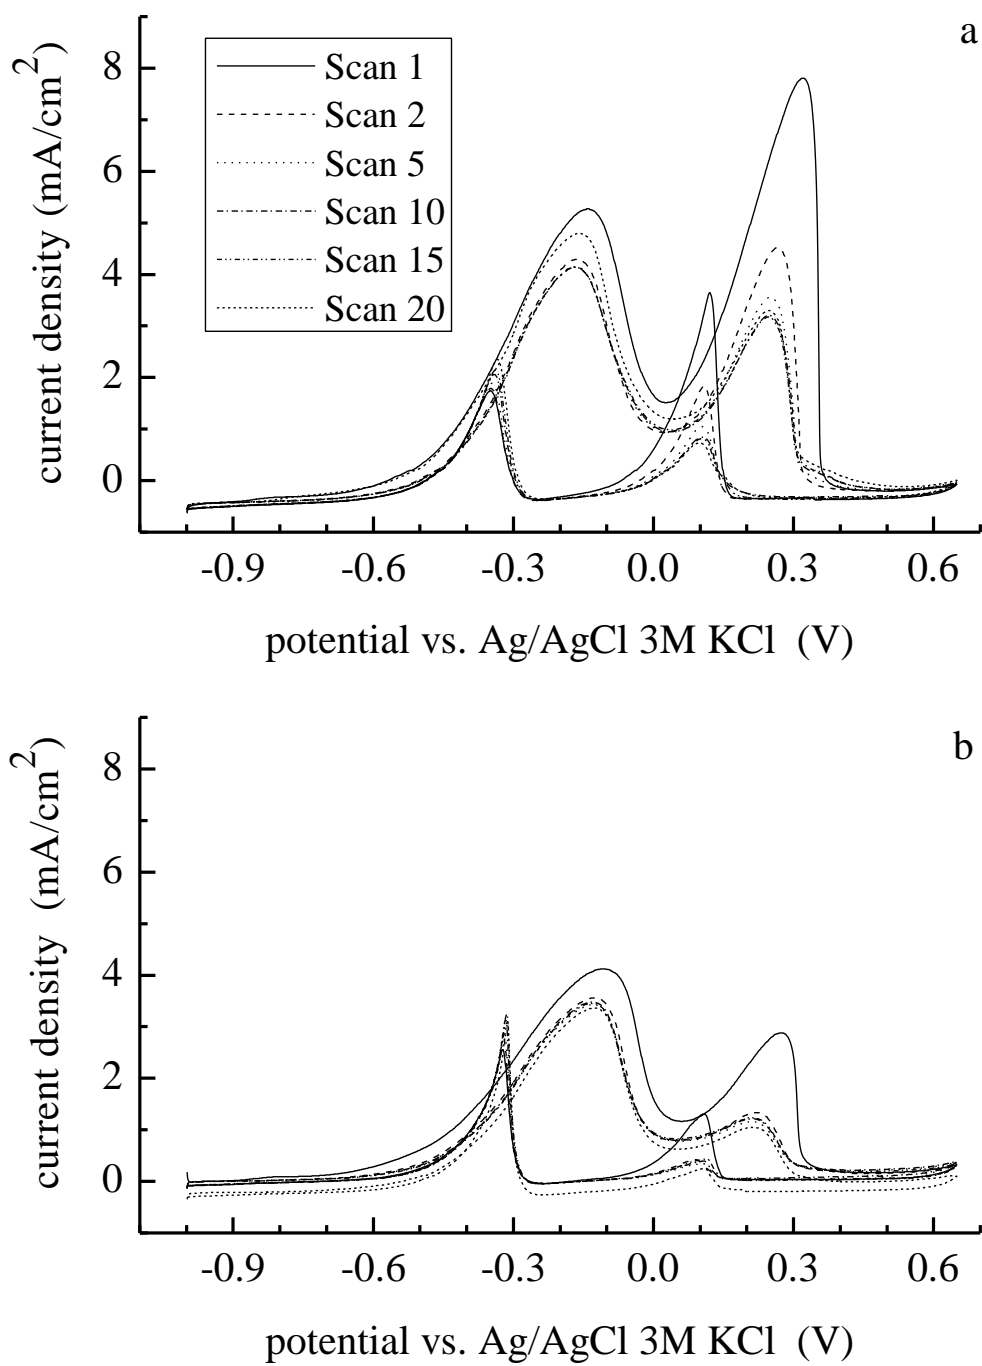 a
Scan 1
Scan 2
Scan 5
Scan 10
Scan 15
Scan 20
current density (mA/cm²)
8
6
4
2
0
-0.9 -0.6 -0.3 0.0 0.3 0.6
potential vs. Ag/AgCl 3M KCl (V)
b
current density (mA/cm²)
8
6
4
2
0
-0.9 -0.6 -0.3 0.0 0.3 0.6
potential vs. Ag/AgCl 3M KCl (V)